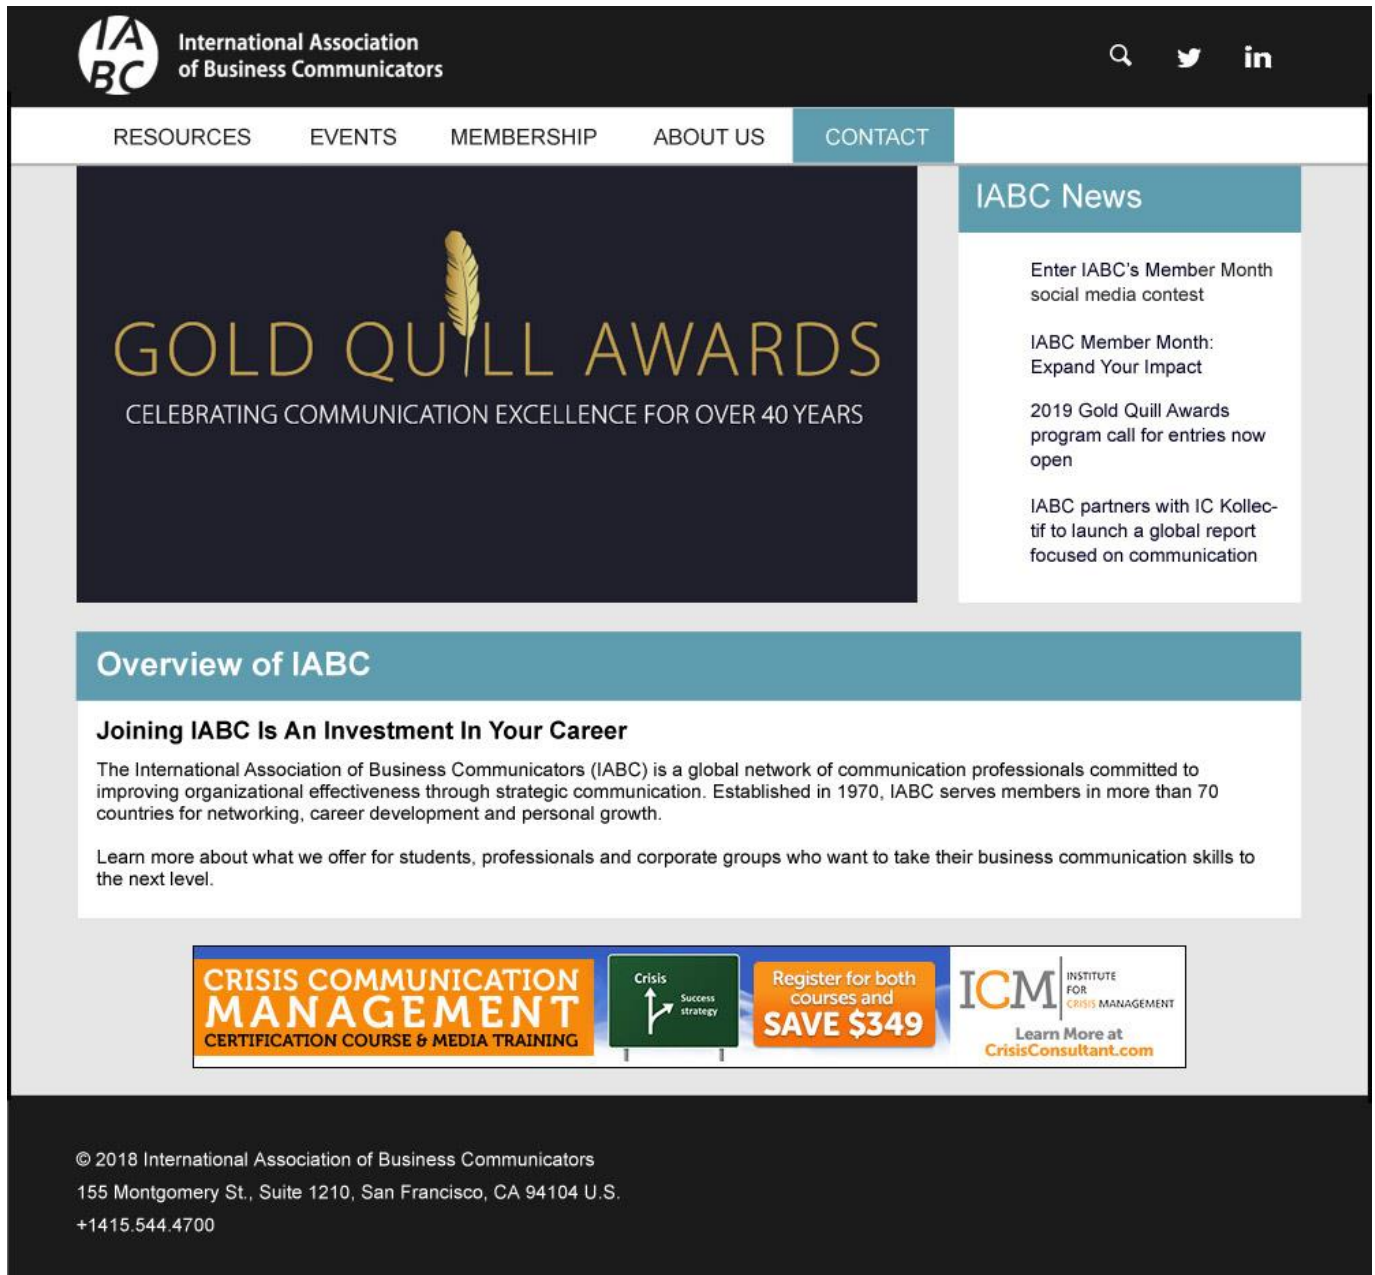 IA
BC
International Association
of Business Communicators
in
RESOURCES EVENTS MEMBERSHIP ABOUT US CONTACT
GOLD QUILL AWARDS
CELEBRATING COMMUNICATION EXCELLENCE FOR OVER 40 YEARS
IABC News
Enter IABC's Member Month
social media contest
IABC Member Month:
Expand Your Impact
2019 Gold Quill Awards
program call for entries now
open
IABC partners with IC Kollec-
tif to launch a global report
focused on communication
Overview of IABC
Joining IABC Is An Investment In Your Career
The International Association of Business Communicators (IABC) is a global network of communication professionals committed to
improving organizational effectiveness through strategic communication. Established in 1970, IABC serves members in more than 70
countries for networking, career development and personal growth.
Learn more about what we offer for students, professionals and corporate groups who want to take their business communication skills to
the next level.
CRISIS COMMUNICATION
MANAGEMENT
CERTIFICATION COURSE & MEDIA TRAINING
Crisis
Success
strategy
Register for both
courses and
SAVE $349
ICM
INSTITUTE
FOR
CRISIS MANAGEMENT
Learn More at
CrisisConsultant.com
© 2018 International Association of Business Communicators
155 Montgomery St., Suite 1210, San Francisco, CA 94104 U.S.
+1415.544.4700